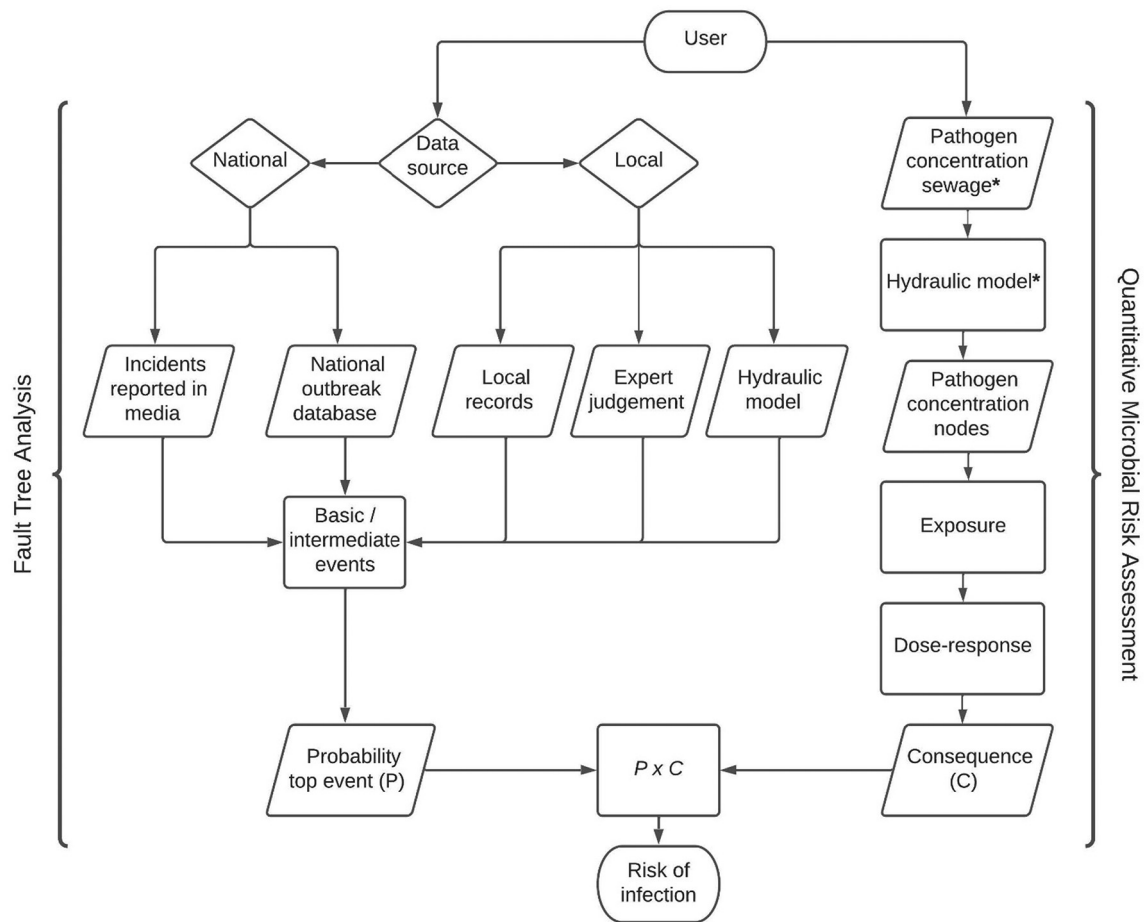 User
National
Data
source
Local
Pathogen
concentration
sewage*
Hydraulic model*
Incidents
reported in
media
National
outbreak
database
Local
records
Expert
judgement
Hydraulic
model
Pathogen
concentration
nodes
Basic /
intermediate
events
Exposure
Dose-response
Probability
top event (P)
P x C
Consequence
(C)
Risk of
infection
Fault Tree Analysis
Quantitative Microbial Risk Assessment